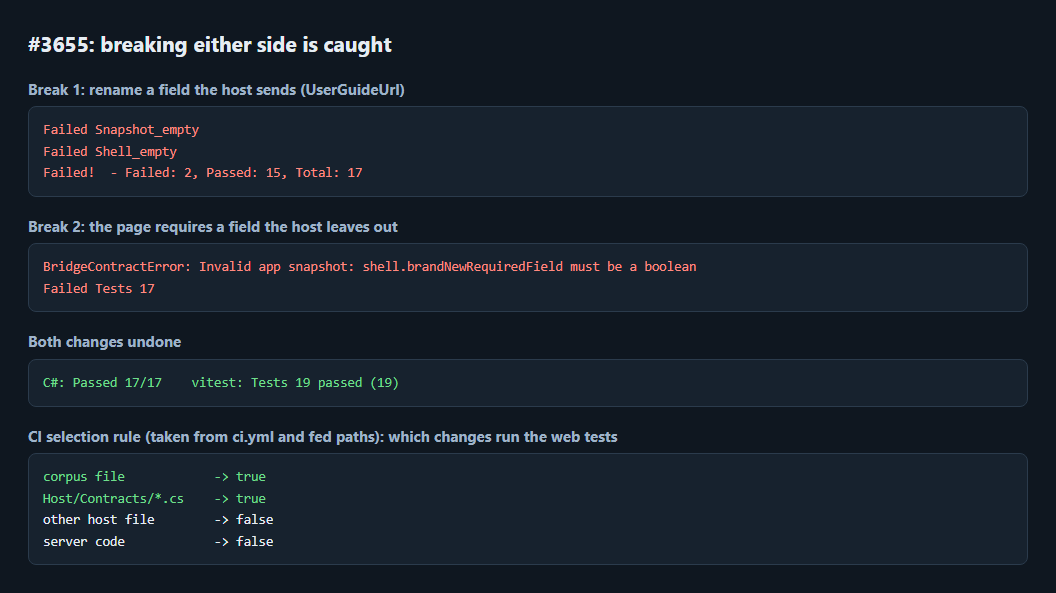 #3655: breaking either side is caught
Break 1: rename a field the host sends (UserGuideUrl)
Failed Snapshot_empty
Failed Shell_empty
Failed!  - Failed: 2, Passed: 15, Total: 17
Break 2: the page requires a field the host leaves out
BridgeContractError: Invalid app snapshot: shell.brandNewRequiredField must be a boolean
Failed Tests 17
Both changes undone
C#: Passed 17/17    vitest: Tests 19 passed (19)
CI selection rule (taken from ci.yml and fed paths): which changes run the web tests
corpus file            -> true
Host/Contracts/*.cs    -> true
other host file        -> false
server code            -> false